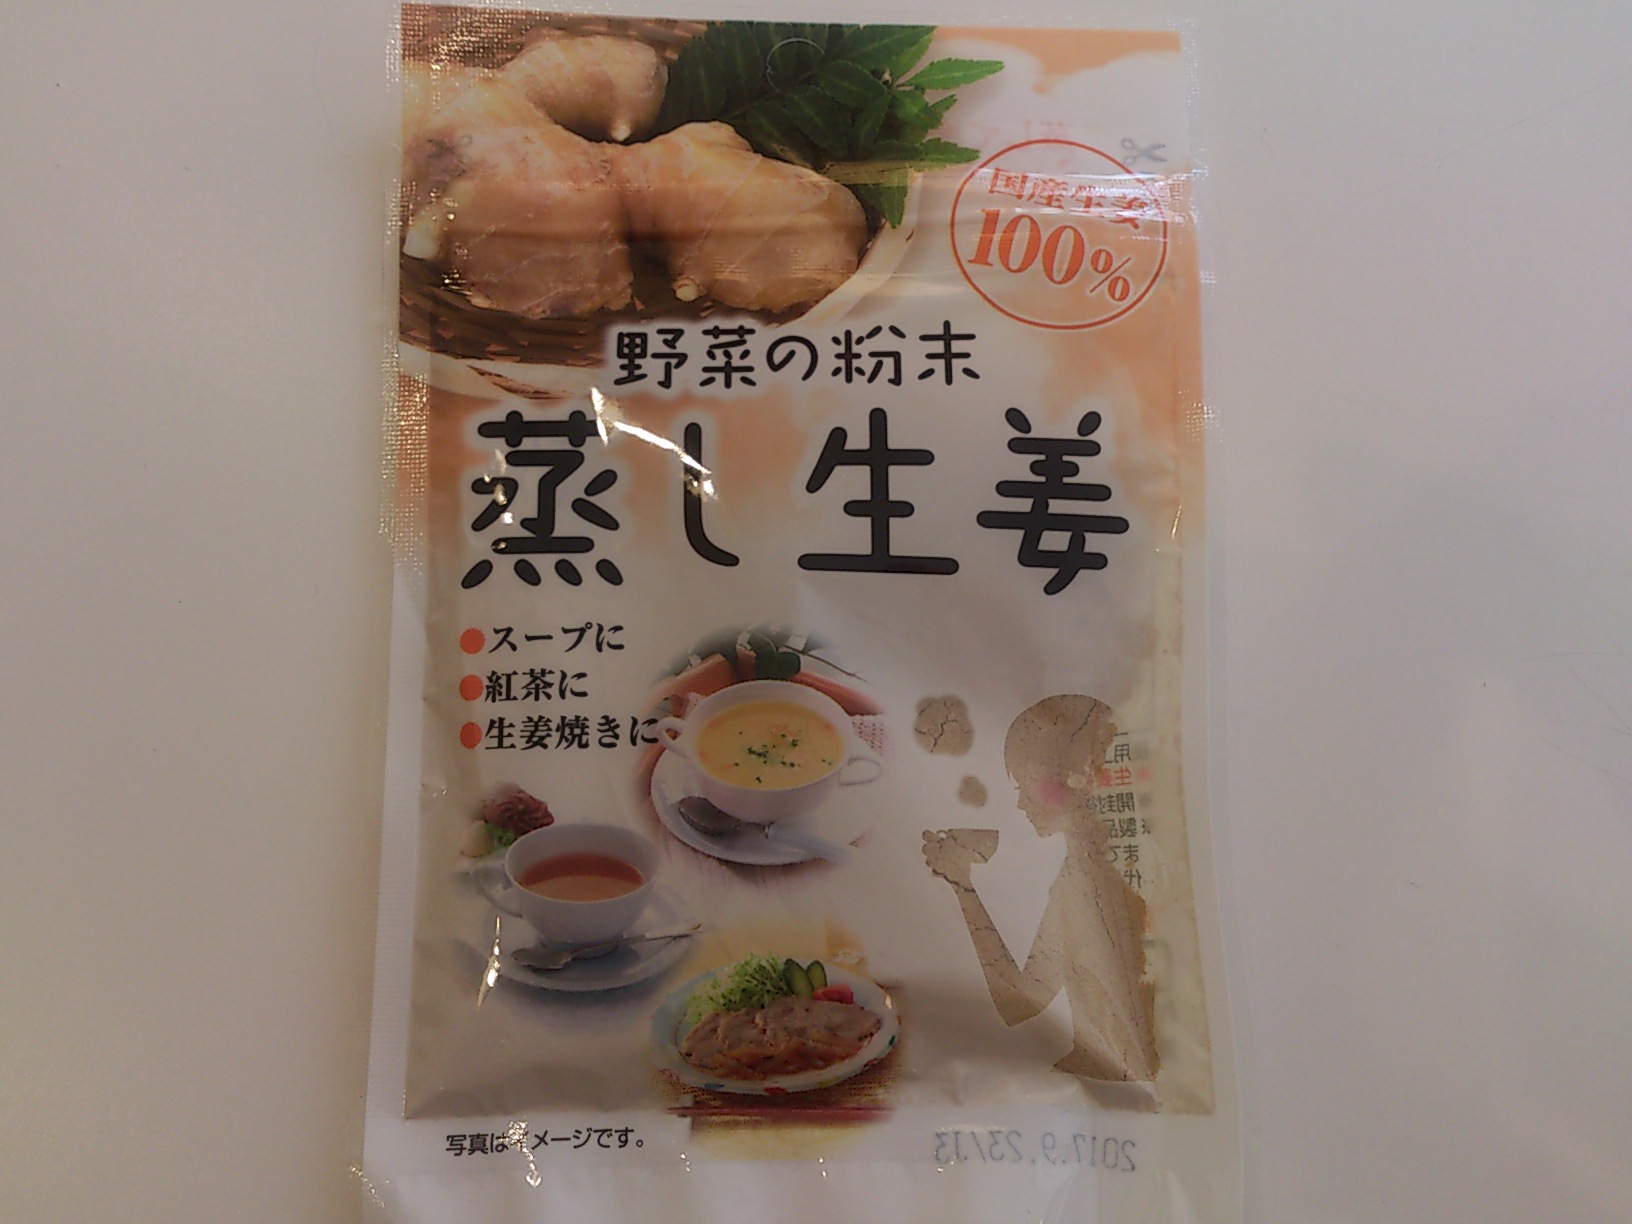 国産生姜
100%
野菜の粉末
蒸し生姜
●スープに
●紅茶に
●生姜焼きに
写真はイメージです。
2017.9.23/J3